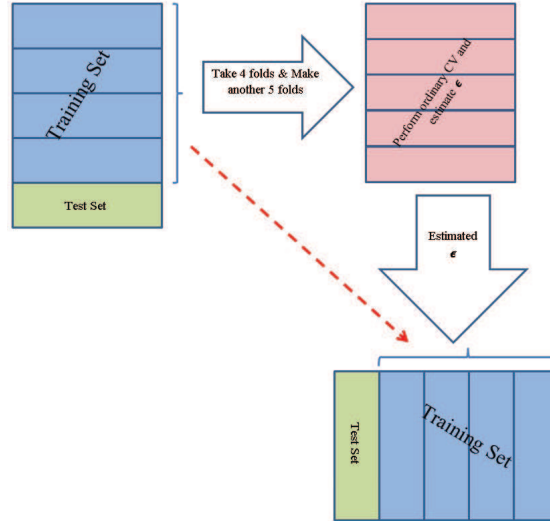 Training Set
Test Set
Take 4 folds & Make
another 5 folds
Perform ordinary CV and
estimate ϵ
Estimated
ϵ
Test Set
Training Set